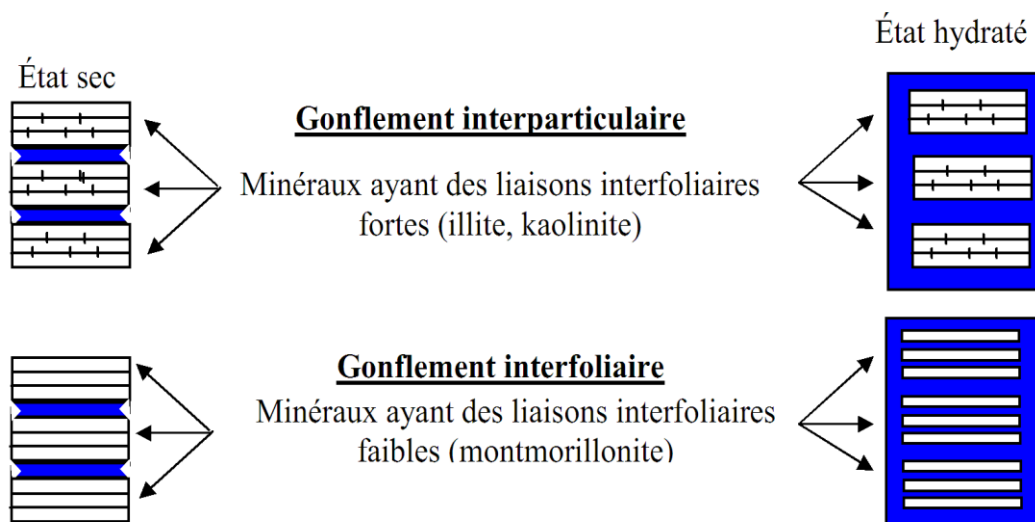 État sec
État hydraté
Gonflement interparticulaire
Minéraux ayant des liaisons interfoliaires
fortes (illite, kaolinite)
Gonflement interfoliaire
Minéraux ayant des liaisons interfoliaires
faibles (montmorillonite)